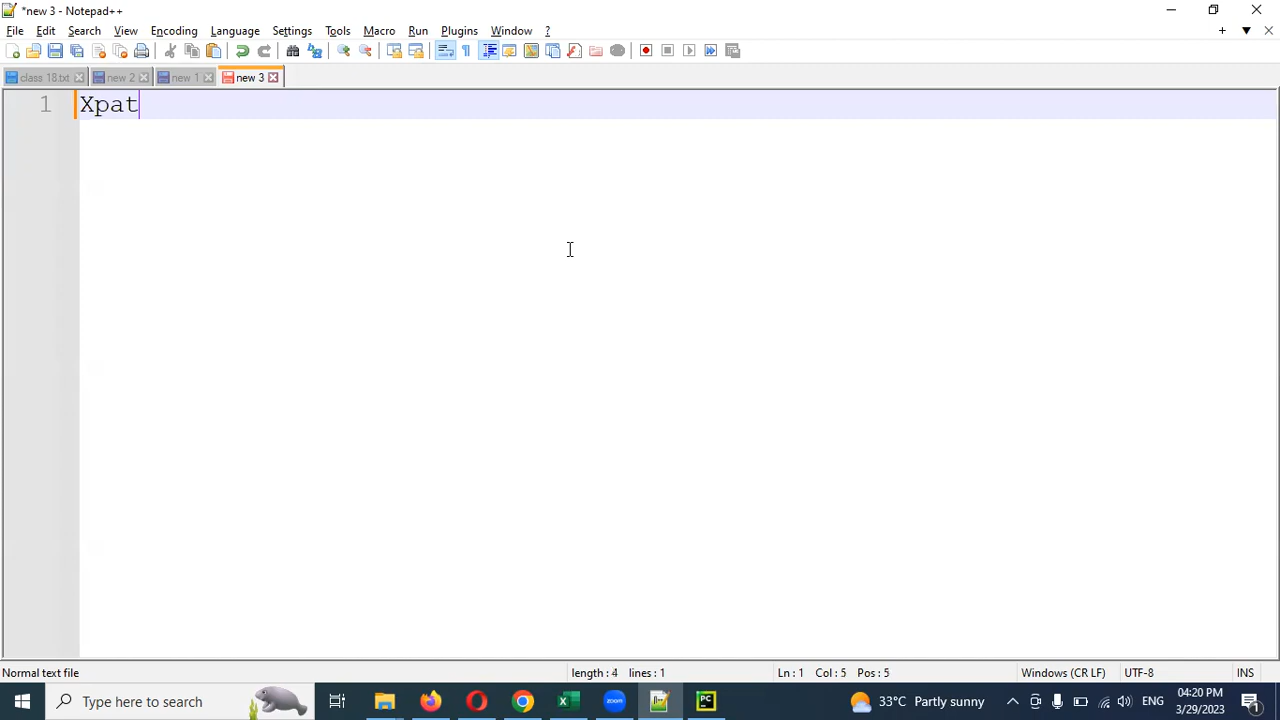 *new 3 - Notepad++
File Edit Search View Encoding Language Settings Tools Macro Run Plugins Window ?
class 18.txt new 2 new 1 new 3
1 Xpat
Normal text file length : 4 lines : 1 Ln : 1 Col : 5 Pos : 5 Windows (CR LF) UTF-8 INS
Type here to search 33°C Partly sunny ENG 04:20 PM
3/29/2023